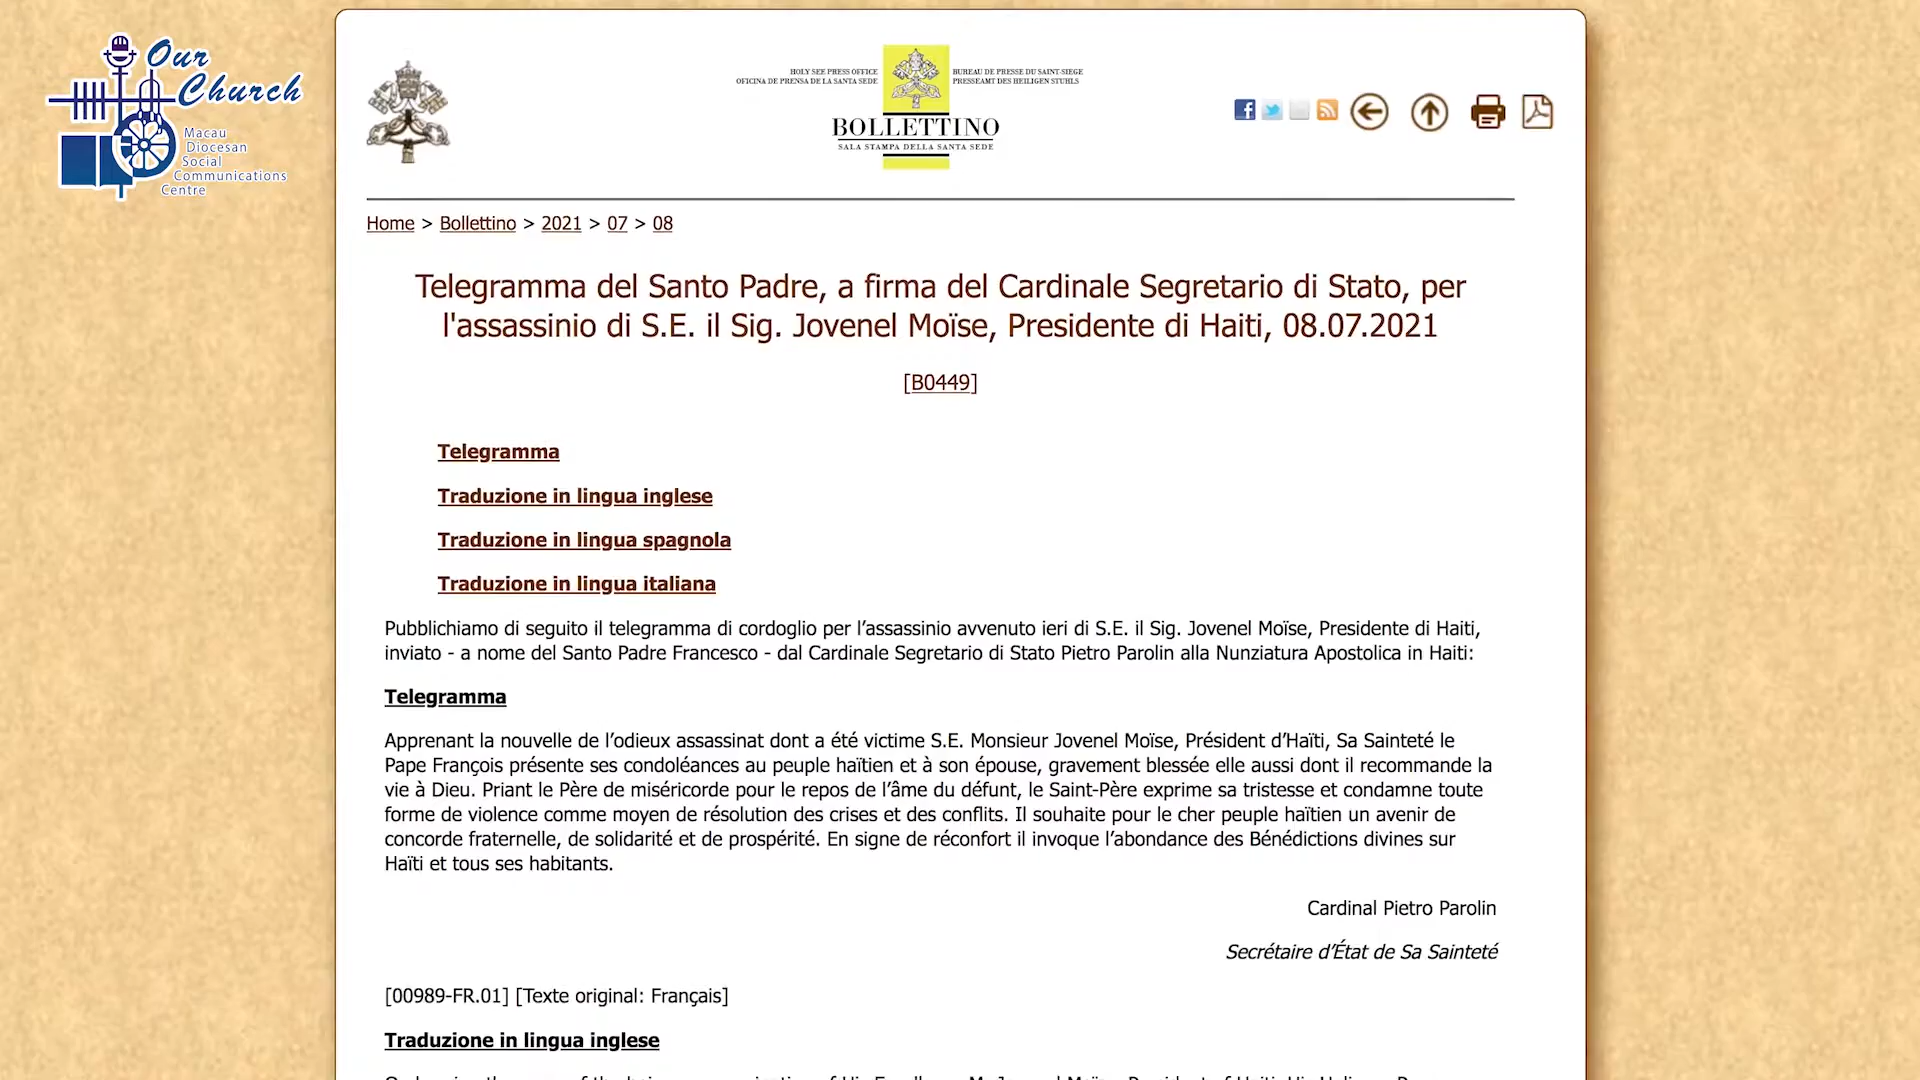 Our
Church
Macau
Diocesan
Social
Communications
Centre
HOLY SEE PRESS OFFICE
OFICINA DE PRENSA DE LA SANTA SEDE
BUREAU DE PRESSE DU SAINT-SIEGE
PRESSEAMT DES HEILIGEN STUHLS
BOLLETTINO
SALA STAMPA DELLA SANTA SEDE
Home > Bollettino > 2021 > 07 > 08
Telegramma del Santo Padre, a firma del Cardinale Segretario di Stato, per
l'assassinio di S.E. il Sig. Jovenel Moïse, Presidente di Haiti, 08.07.2021
[B0449]
Telegramma
Traduzione in lingua inglese
Traduzione in lingua spagnola
Traduzione in lingua italiana
Pubblichiamo di seguito il telegramma di cordoglio per l’assassinio avvenuto ieri di S.E. il Sig. Jovenel Moïse, Presidente di Haiti,
inviato - a nome del Santo Padre Francesco - dal Cardinale Segretario di Stato Pietro Parolin alla Nunziatura Apostolica in Haiti:
Telegramma
Apprenant la nouvelle de l’odieux assassinat dont a été victime S.E. Monsieur Jovenel Moïse, Président d’Haïti, Sa Sainteté le
Pape François présente ses condoléances au peuple haïtien et à son épouse, gravement blessée elle aussi dont il recommande la
vie à Dieu. Priant le Père de miséricorde pour le repos de l’âme du défunt, le Saint-Père exprime sa tristesse et condamne toute
forme de violence comme moyen de résolution des crises et des conflits. Il souhaite pour le cher peuple haïtien un avenir de
concorde fraternelle, de solidarité et de prospérité. En signe de réconfort il invoque l’abondance des Bénédictions divines sur
Haïti et tous ses habitants.
Cardinal Pietro Parolin
Secrétaire d’État de Sa Sainteté
[00989-FR.01] [Texte original: Français]
Traduzione in lingua inglese